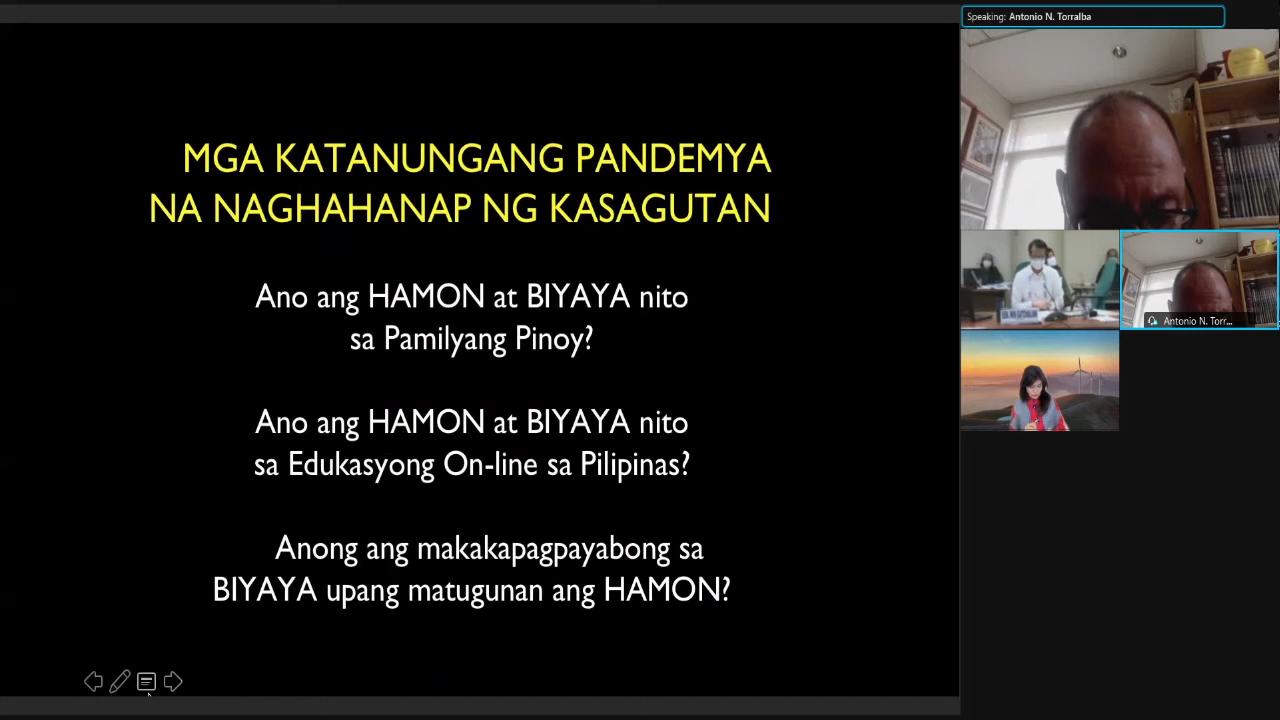 Speaking: Antonio N. Torralba
MGA KATANUNGANG PANDEMYA
NA NAGHAHANAP NG KASAGUTAN
Ano ang HAMON at BIYAYA nito
sa Pamilyang Pinoy?
Ano ang HAMON at BIYAYA nito
sa Edukasyong On-line sa Pilipinas?
Anong ang makakapagpayabong sa
BIYAYA upang matugunan ang HAMON?
Antonio N. Torr...